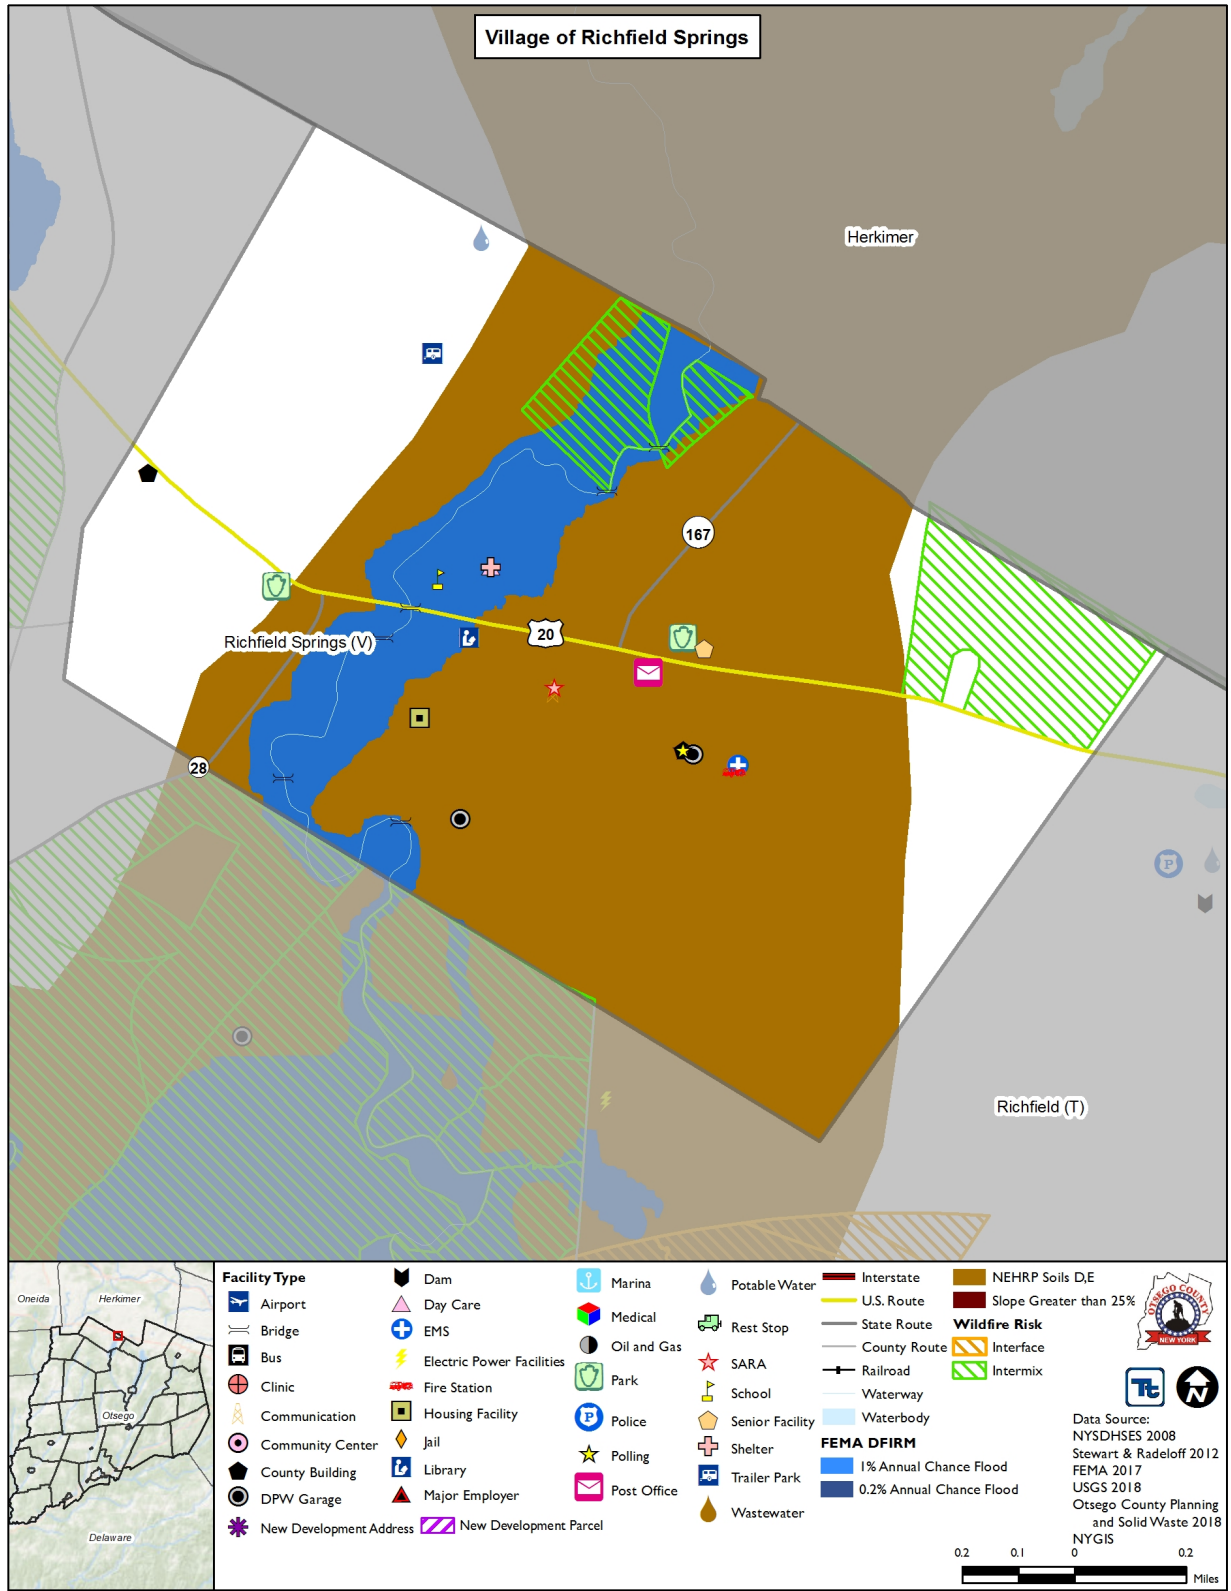 Village of Richfield Springs
Herkimer
167
20
Richfield Springs (V)
28
P
Richfield (T)
Oneida
Herkimer
Otsego
Delaware
Facility Type
Airport
Bridge
Bus
Clinic
Communication
Community Center
County Building
DPW Garage
New Development Address
Dam
Day Care
EMS
Electric Power Facilities
Fire Station
Housing Facility
Jail
Library
Major Employer
New Development Parcel
Marina
Medical
Oil and Gas
Park
P
Police
Polling
Post Office
Potable Water
Rest Stop
SARA
School
Senior Facility
Shelter
Trailer Park
Wastewater
Interstate
U.S. Route
State Route
County Route
Railroad
Waterway
Waterbody
FEMA DFIRM
1% Annual Chance Flood
0.2% Annual Chance Flood
NEHRP Soils D,E
Slope Greater than 25%
Wildfire Risk
Interface
Intermix
OTSEGO COUNTY
NEW YORK
Tt
N
Data Source:
NYSDHSES 2008
Stewart & Radeloff 2012
FEMA 2017
USGS 2018
Otsego County Planning
and Solid Waste 2018
NYGIS
0.2 0.1 0 0.2
Miles